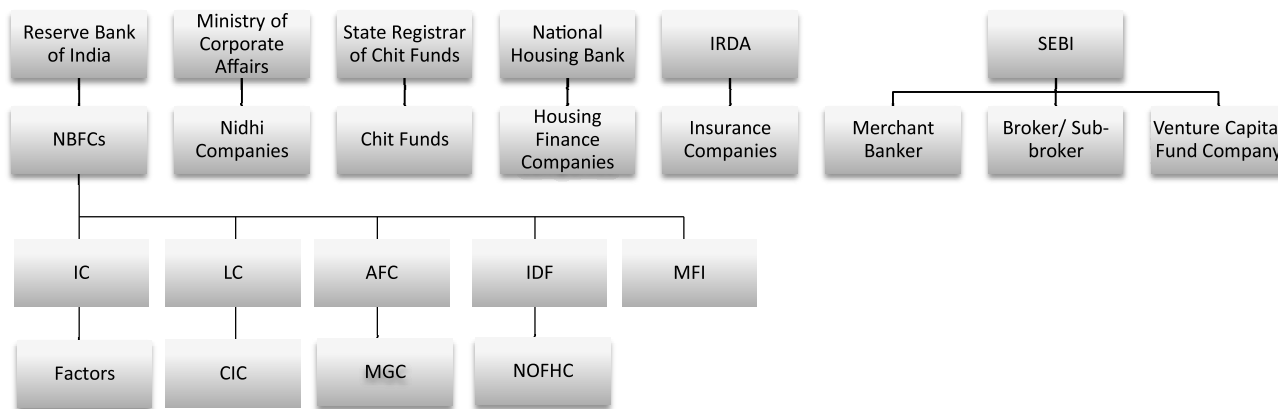 Reserve Bank
of India
Ministry of
Corporate
Affairs
State Registrar
of Chit Funds
National
Housing Bank
IRDA
SEBI
NBFCs
Nidhi
Companies
Chit Funds
Housing
Finance
Companies
Insurance
Companies
Merchant
Banker
Broker/ Sub-
broker
Venture Capita
Fund Company
IC
LC
AFC
IDF
MFI
Factors
CIC
MGC
NOFHC